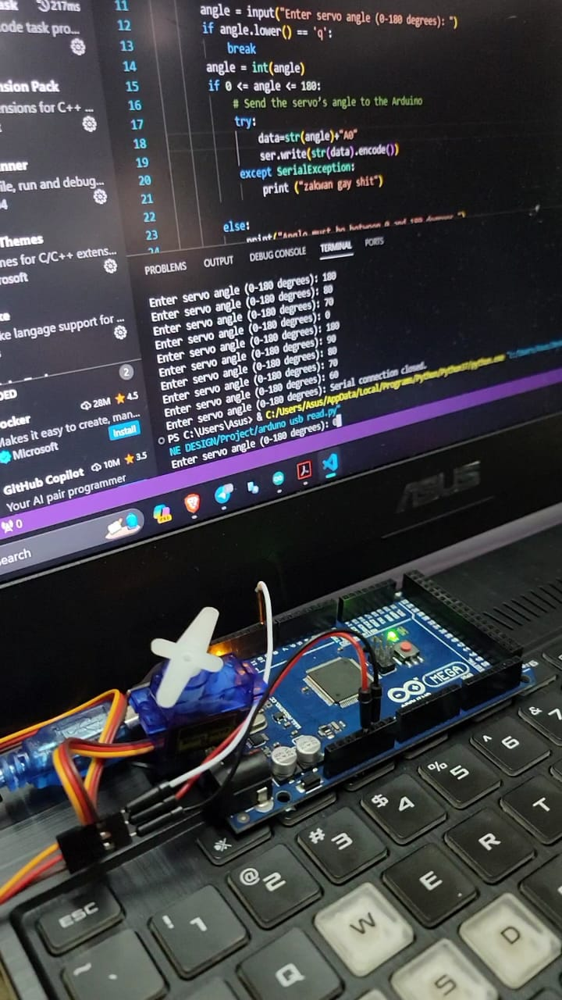 ask 217ms
ode task pro...
nsion Pack
ensions for C++ ...
nner
ile, run and debug...
4
Themes
nes for C/C++ extens...
rosoft
ke langage support for ...
2
DED
ocker 28M 4.5
Makes it easy to create, man...
Microsoft Install
GitHub Copilot 10M 3.5
Your AI pair programmer
0
earch
11 angle = input("Enter servo angle (0-180 degrees): ")
12 if angle.lower() == 'q':
13 break
14 angle = int(angle)
15 if 0 <= angle <= 180:
16 # Send the servo's angle to the Arduino
17 try:
18 data=str(angle)+"A0"
19 ser.write(str(data).encode())
20 except SerialException:
21 print ("zakwan gay shit")
22
23 else:
24 print("Angle must be between 0 and 180 degrees.")
PROBLEMS OUTPUT DEBUG CONSOLE TERMINAL PORTS
Enter servo angle (0-180 degrees): 180
Enter servo angle (0-180 degrees): 80
Enter servo angle (0-180 degrees): 70
Enter servo angle (0-180 degrees): 0
Enter servo angle (0-180 degrees): 180
Enter servo angle (0-180 degrees): 90
Enter servo angle (0-180 degrees): 80
Enter servo angle (0-180 degrees): 70
Enter servo angle (0-180 degrees): 60
Enter servo angle (0-180 degrees): Serial connection closed.
PS C:\Users\Asus> & C:/Users/Asus/AppData/Local/Programs/Python/Python37/python.exe
NE DESIGN/Project/arduno usb read.py"
Enter servo angle (0-180 degrees):
ASUS
MEGA
& 7
^ 6
% 5
$ 4
# 3
@ 2
! 1
ESC
~ `
Q
W
E
R
T
S
D